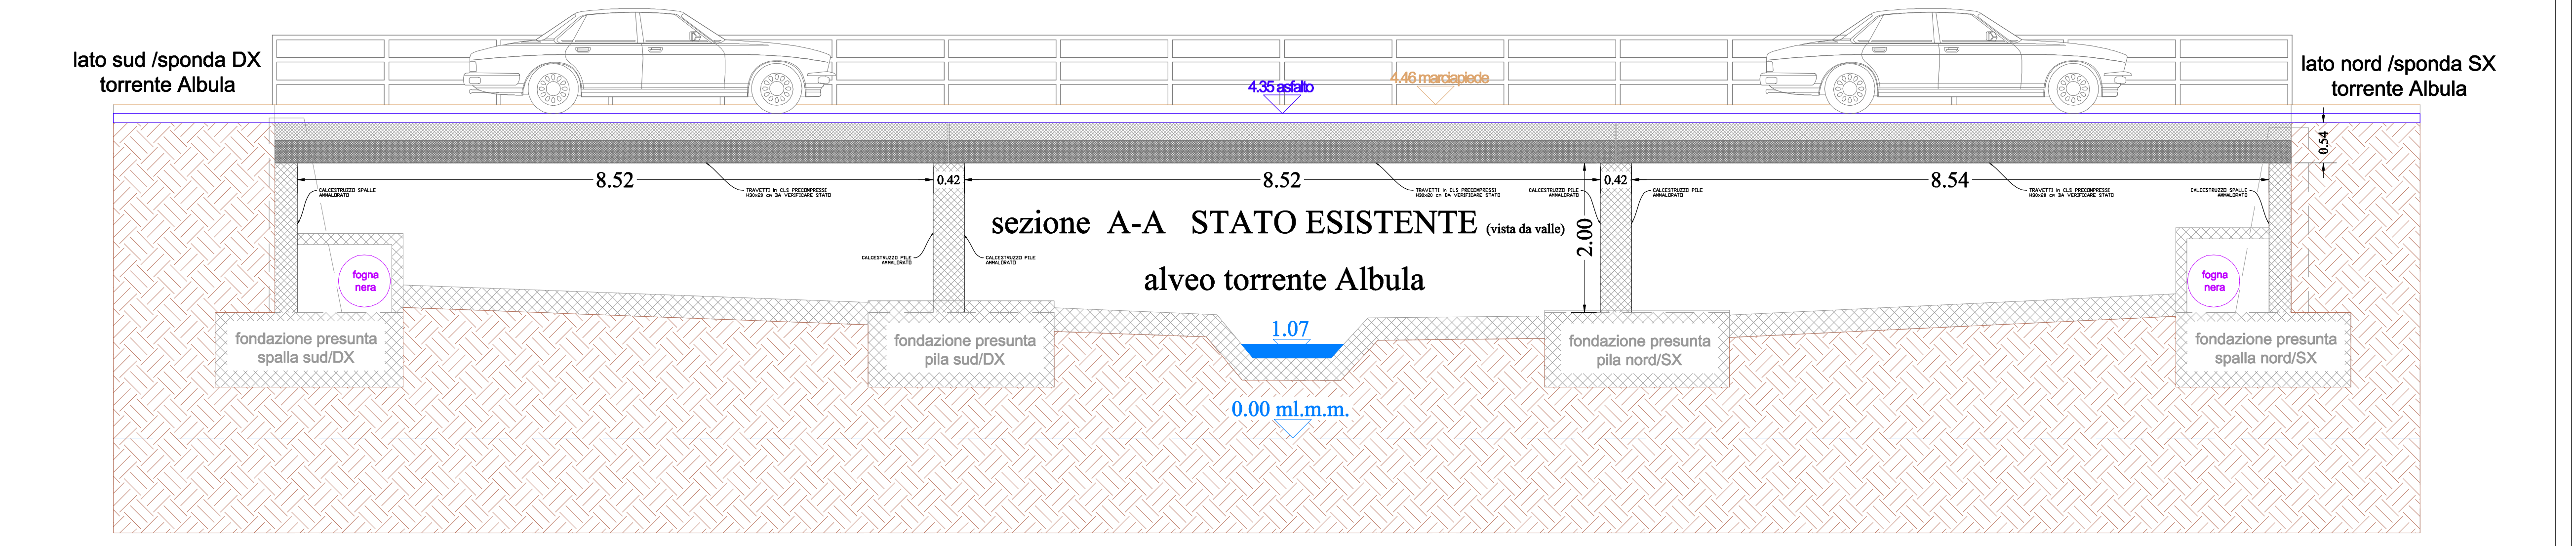 lato sud /sponda DX
torrente Albula
lato nord /sponda SX
torrente Albula
4.35 asfalto
4.46 marciapiede
0.54
8.52
0.42
8.52
0.42
8.54
CALCESTRUZZO SPALLE
AMMALORATO
TRAVETTI in CLS PRECOMPRESSI
H30x20 cm DA VERIFICARE STATO
TRAVETTI in CLS PRECOMPRESSI
H30x20 cm DA VERIFICARE STATO
CALCESTRUZZO PILE
AMMALORATO
CALCESTRUZZO PILE
AMMALORATO
TRAVETTI in CLS PRECOMPRESSI
H30x20 cm DA VERIFICARE STATO
CALCESTRUZZO SPALLE
AMMALORATO
sezione A-A STATO ESISTENTE (vista da valle)
2.00
CALCESTRUZZO PILE
AMMALORATO
CALCESTRUZZO PILE
AMMALORATO
alveo torrente Albula
fogna
nera
fogna
nera
1.07
fondazione presunta
spalla sud/DX
fondazione presunta
pila sud/DX
fondazione presunta
pila nord/SX
fondazione presunta
spalla nord/SX
0.00 ml.m.m.